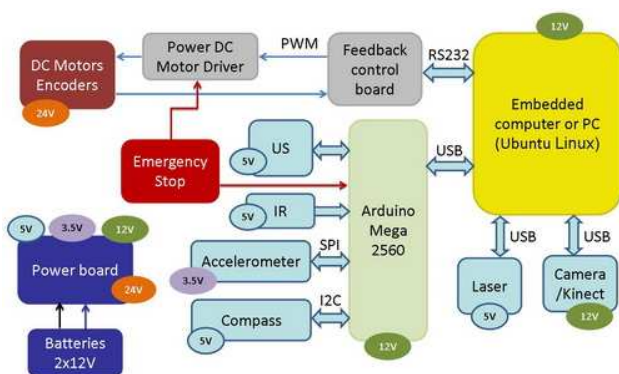 12V
DC Motors
Encoders
24V
Power DC
Motor Driver
PWM
Feedback
control
board
RS232
Embedded
computer or PC
(Ubuntu Linux)
Emergency
Stop
US
5V
IR
5V
Accelerometer
3.5V
SPI
Compass
5V
I2C
Arduino
Mega
2560
12V
USB
USB
USB
Laser
5V
Camera
/Kinect
12V
5V
3.5V
12V
Power board
24V
Batteries
2x12V